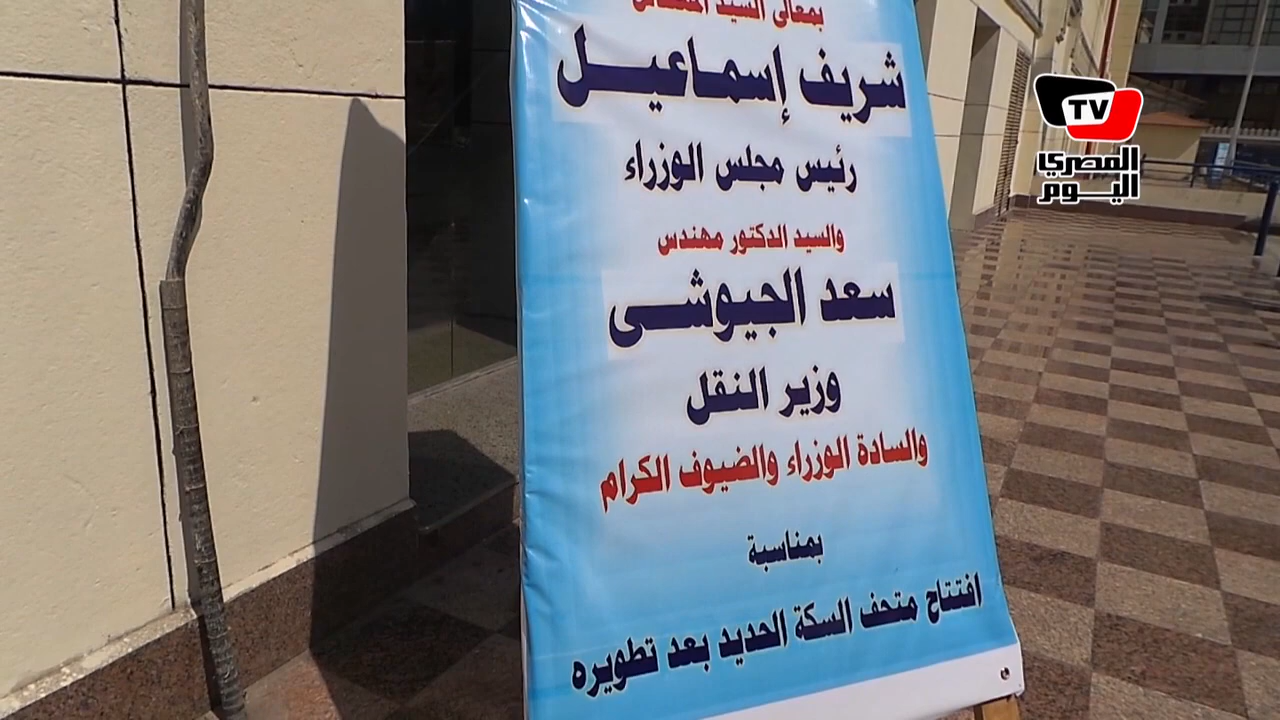 بمعالى السيد المهندس
شريف إسماعيل
رئيس مجلس الوزراء
والسيد الدكتور مهندس
سعد الجيوشى
وزير النقل
والسادة الوزراء والضيوف الكرام
بمناسبة
افتتاح متحف السكة الحديد بعد تطويره
TV
المصري
اليوم